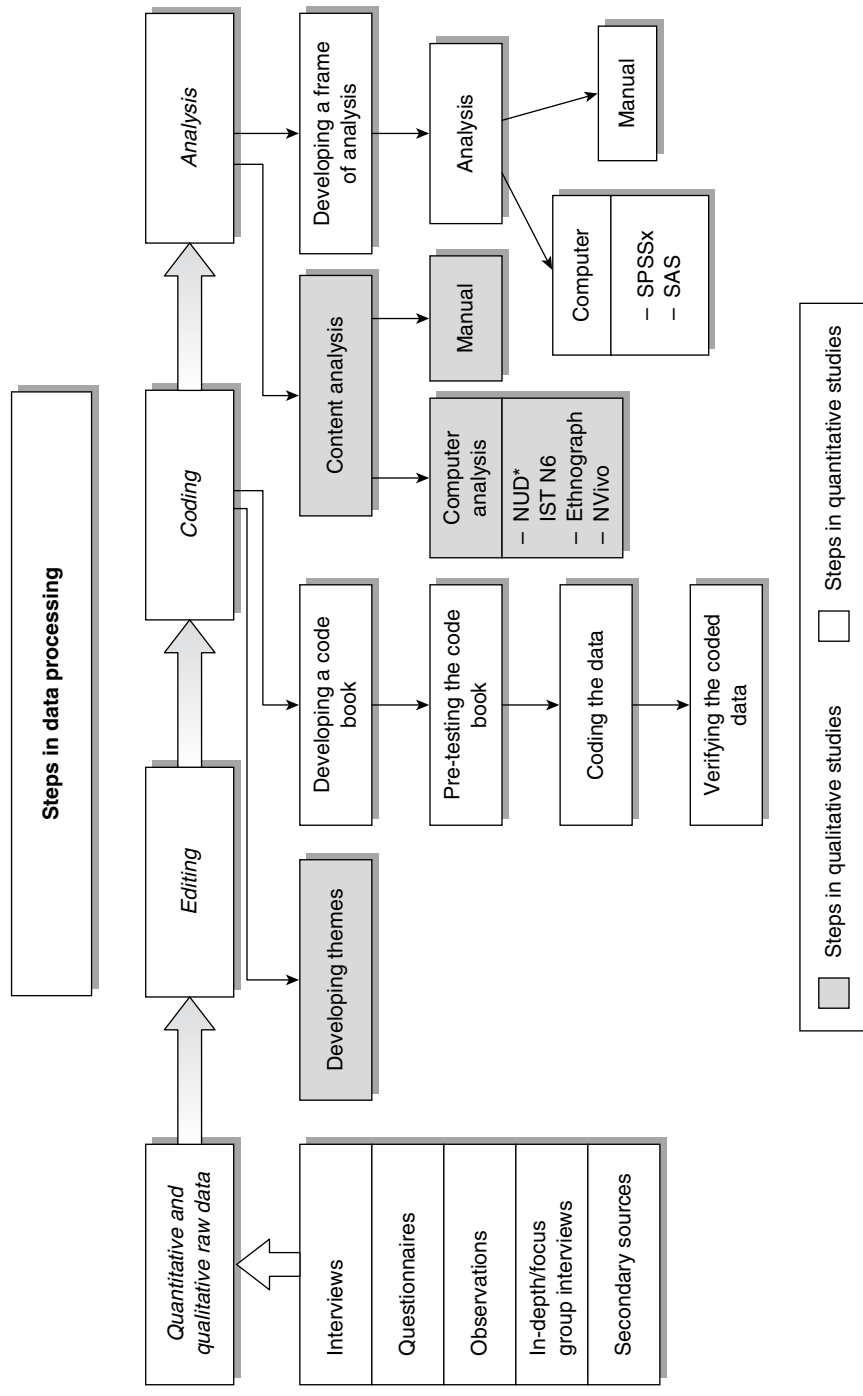 Steps in data processing
Quantitative and
qualitative raw data
Editing
Coding
Analysis
Interviews
Questionnaires
Observations
In-depth/focus
group interviews
Secondary sources
Developing themes
Developing a code
book
Pre-testing the code
book
Coding the data
Verifying the coded
data
Content analysis
Computer
analysis
– NUD*
IST N6
– Ethnograph
– NVivo
Manual
Developing a frame
of analysis
Analysis
Computer
– SPSSx
– SAS
Manual
Steps in qualitative studies
Steps in quantitative studies